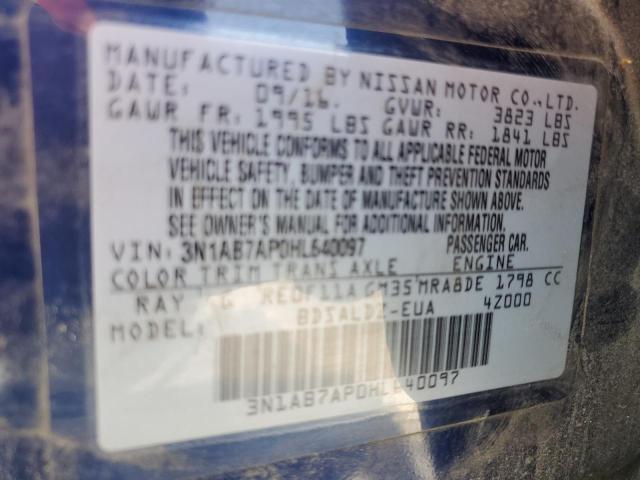 MANUFACTURED BY NISSAN MOTOR CO.,LTD.
DATE: 09/16. GVWR: 3823 LBS
GAWR FR: 1995 LBS GAWR RR: 1841 LBS
THIS VEHICLE CONFORMS TO ALL APPLICABLE FEDERAL MOTOR
VEHICLE SAFETY, BUMPER AND THEFT PREVENTION STANDARDS
IN EFFECT ON THE DATE OF MANUFACTURE SHOWN ABOVE.
SEE OWNER'S MANUAL FOR ADDITIONAL INFORMATION.
VIN: 3N1AB7AP0HL640097 PASSENGER CAR.
COLOR TRIM TRANS AXLE ENGINE
RAY G RE0F11A GM35 MRA8DE 1798 CC
MODEL: BDSALDZ-EUA 4Z000
3N1AB7AP0HL640097